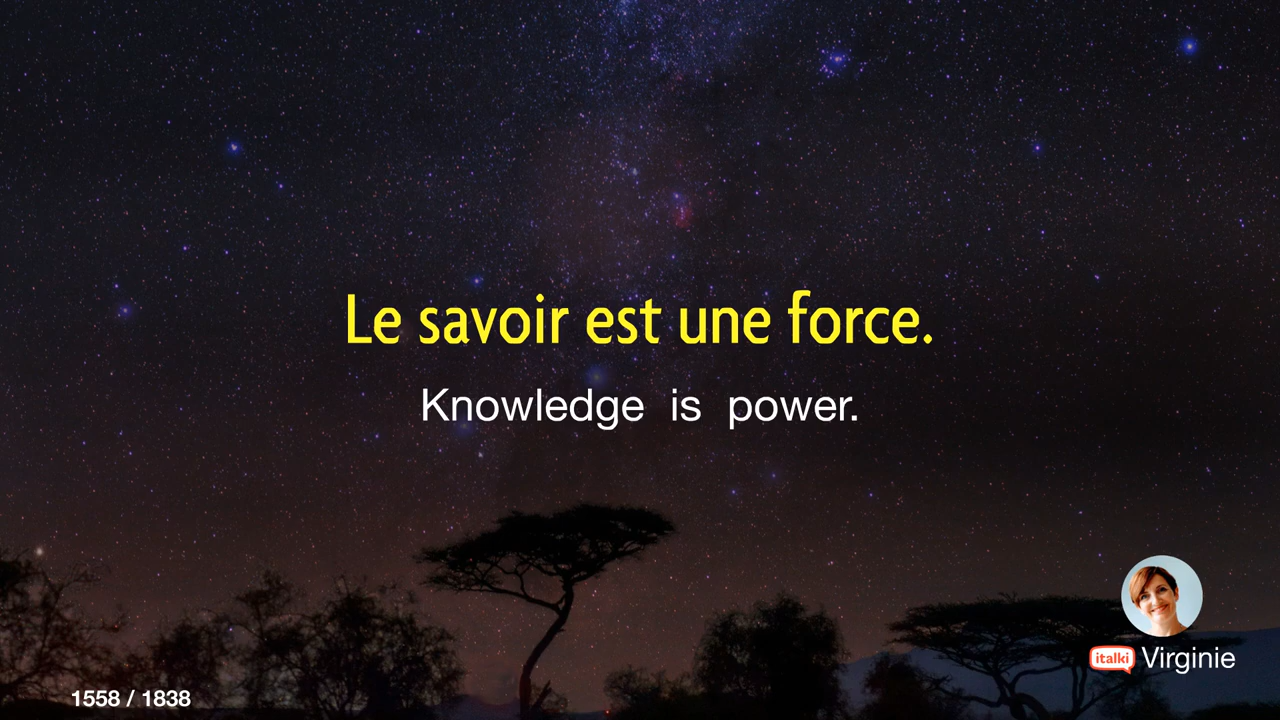 Le savoir est une force.
Knowledge is power.
italki Virginie
1558 / 1838